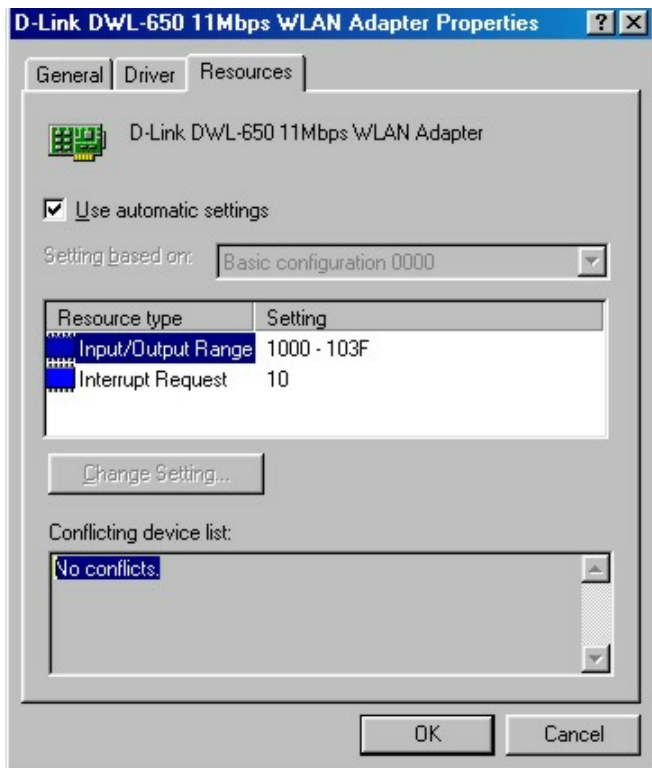 D-Link DWL-650 11Mbps WLAN Adapter Properties
General Driver Resources
D-Link DWL-650 11Mbps WLAN Adapter
Use automatic settings
Setting based on: Basic configuration 0000
Resource type Setting
Input/Output Range 1000 - 103F
Interrupt Request 10
Change Setting...
Conflicting device list:
No conflicts.
OK Cancel